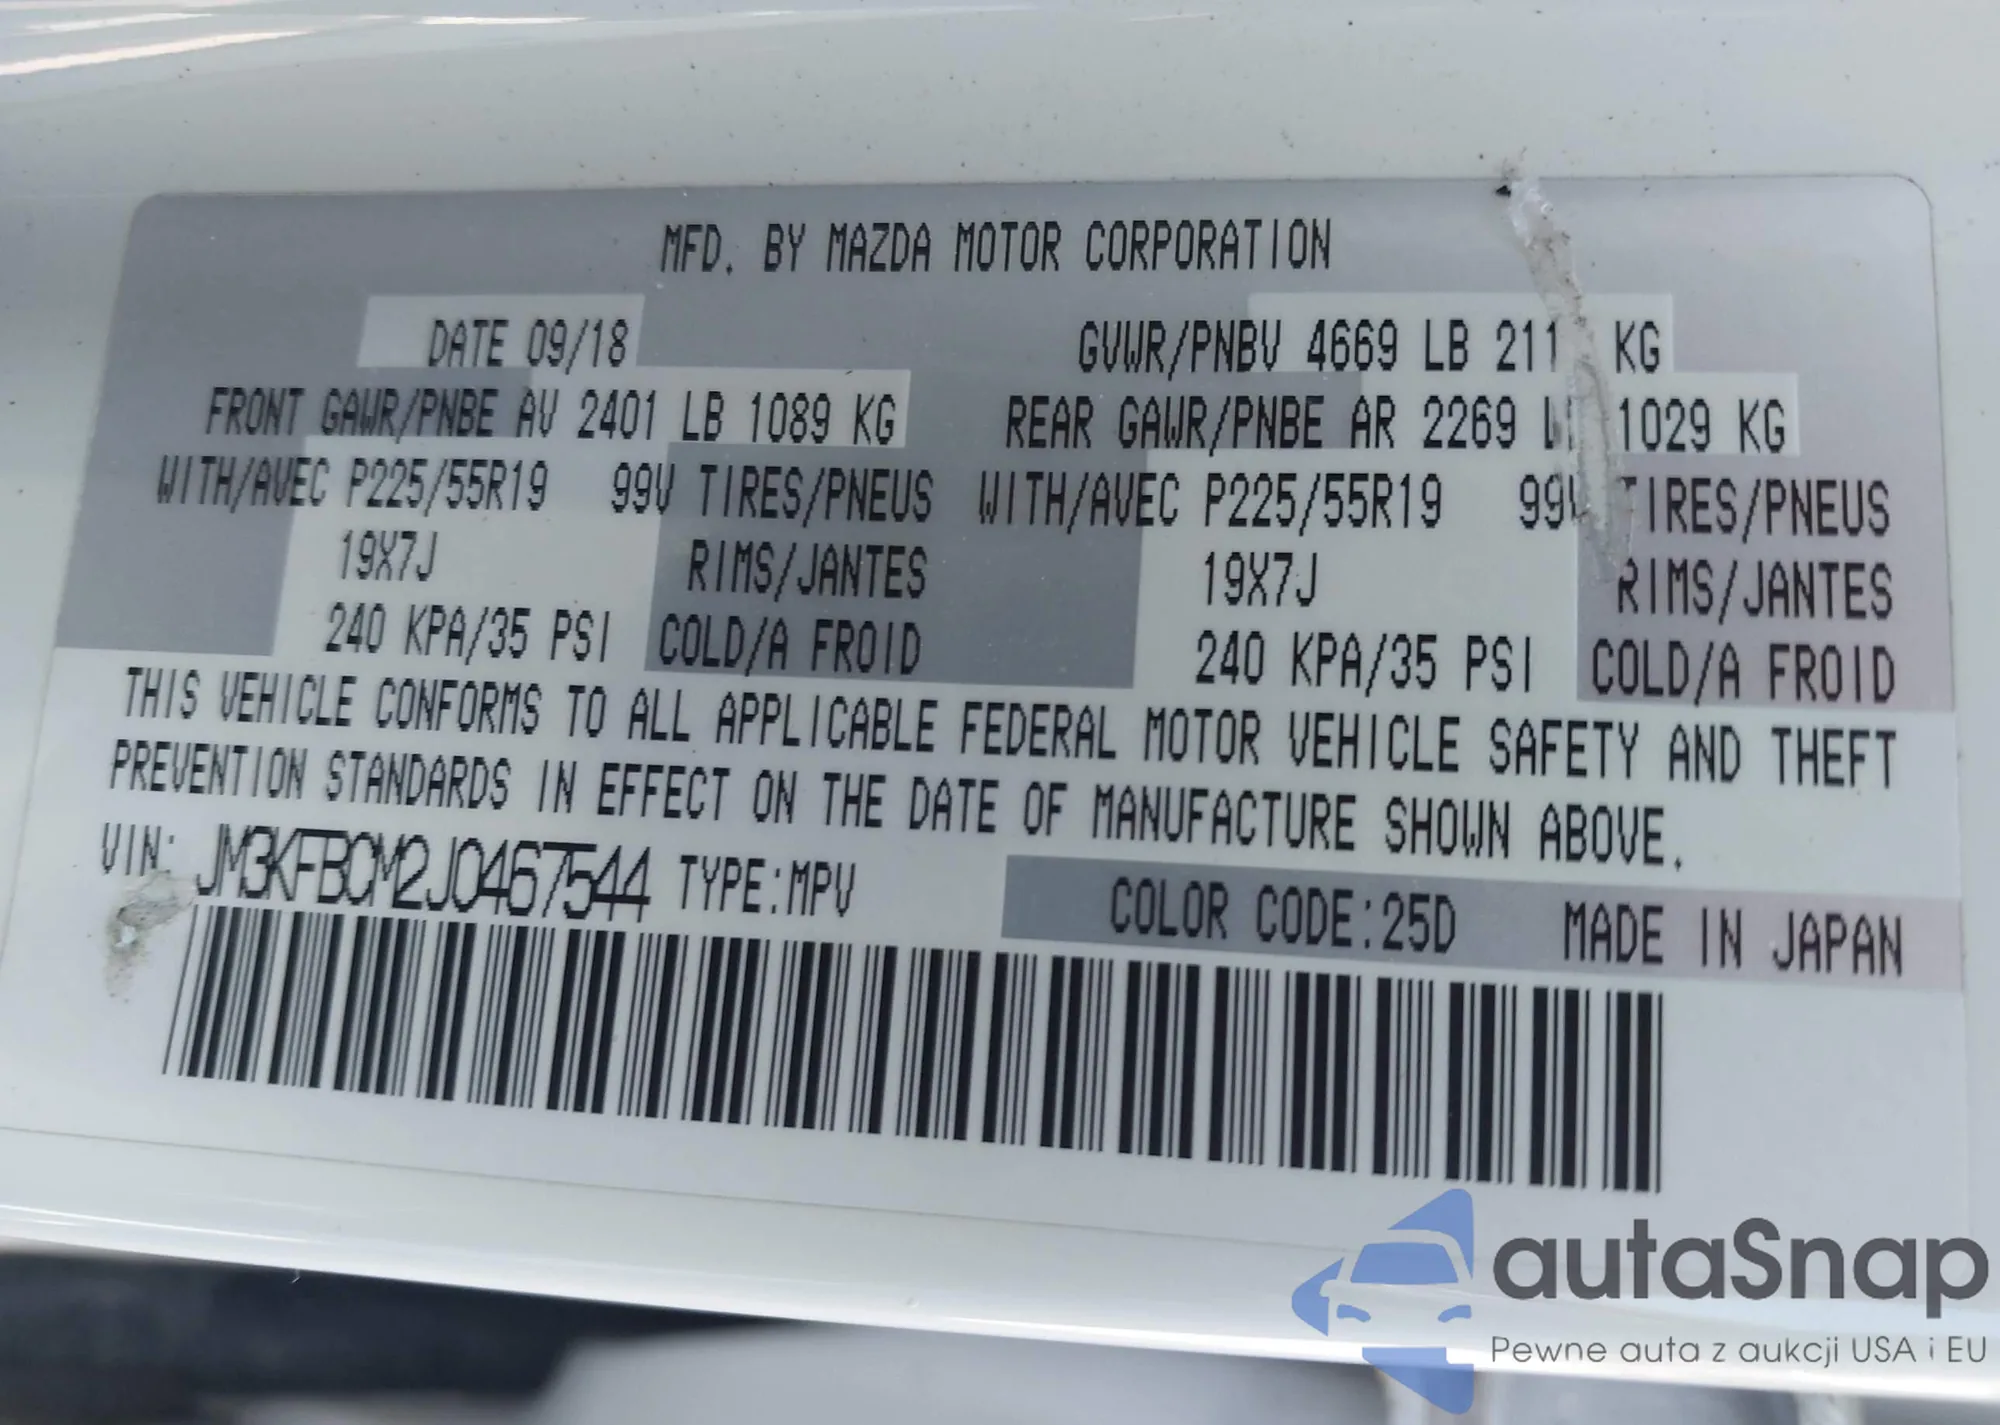 MFD. BY MAZDA MOTOR CORPORATION
DATE 09/18 GVWR/PNBV 4669 LB KG
FRONT GAWR/PNBE AV 2401 LB 1089 KG REAR GAWR/PNBE AR 2269 1029 KG
WITH/AVEC P225/55R19 99V TIRES/PNEUS WITH/AVEC P225/55R19 99V TIRES/PNEUS
19X7J RIMS/JANTES 19X7J RIMS/JANTES
240 KPA/35 PSI COLD/A FROID 240 KPA/35 PSI COLD/A FROID
THIS VEHICLE CONFORMS TO ALL APPLICABLE FEDERAL MOTOR VEHICLE SAFETY AND THEFT
PREVENTION STANDARDS IN EFFECT ON THE DATE OF MANUFACTURE SHOWN ABOVE.
VIN: JM3KFBCM2J0467544 TYPE:MPV COLOR CODE:25D MADE IN JAPAN
autaSnap
Pewne auta z aukcji USA i EU